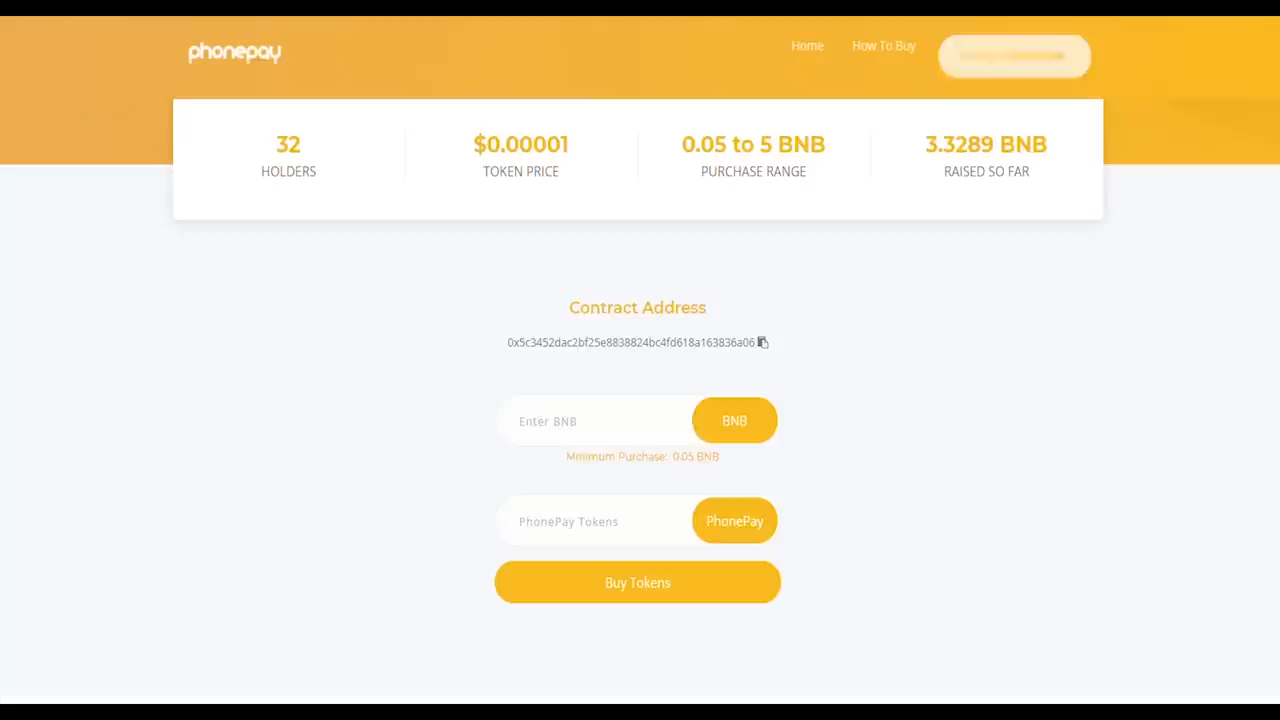 phonepay
Home
How To Buy
32
HOLDERS
$0.00001
TOKEN PRICE
0.05 to 5 BNB
PURCHASE RANGE
3.3289 BNB
RAISED SO FAR
Contract Address
0x5c3452dac2bf25e8838824bc4fd618a163836a06
Enter BNB
BNB
Minimum Purchase: 0.05 BNB
PhonePay Tokens
PhonePay
Buy Tokens